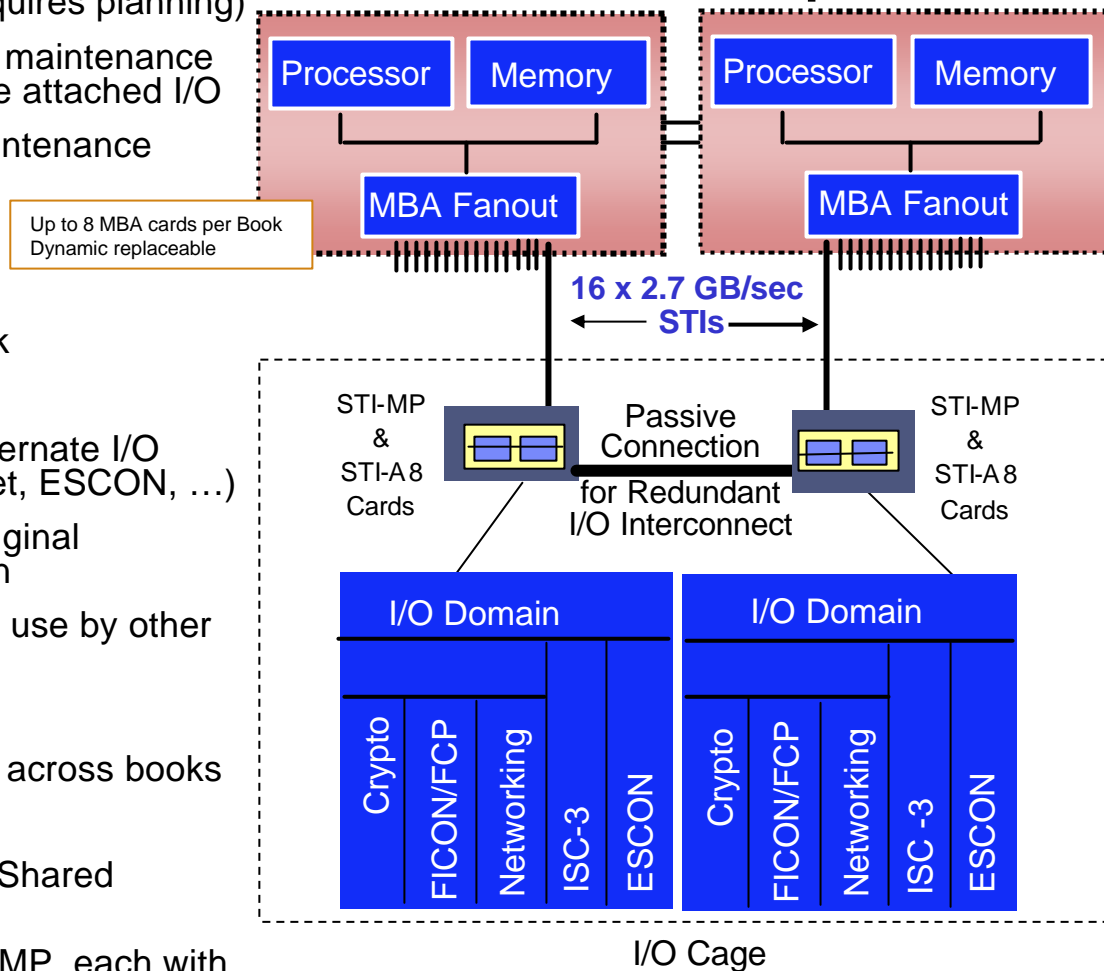 quires planning)
maintenance
e attached I/O
ntenance
Up to 8 MBA cards per Book
Dynamic replaceable
k
ernate I/O
et, ESCON, …)
ginal
n
use by other
across books
Shared
MP, each with
Processor
Memory
MBA Fanout
Processor
Memory
MBA Fanout
16 x 2.7 GB/sec
STIs
STI-MP
&
STI-A8
Cards
Passive
Connection
for Redundant
I/O Interconnect
STI-MP
&
STI-A8
Cards
I/O Domain
Crypto
FICON/FCP
Networking
ISC-3
ESCON
I/O Domain
Crypto
FICON/FCP
Networking
ISC -3
ESCON
I/O Cage